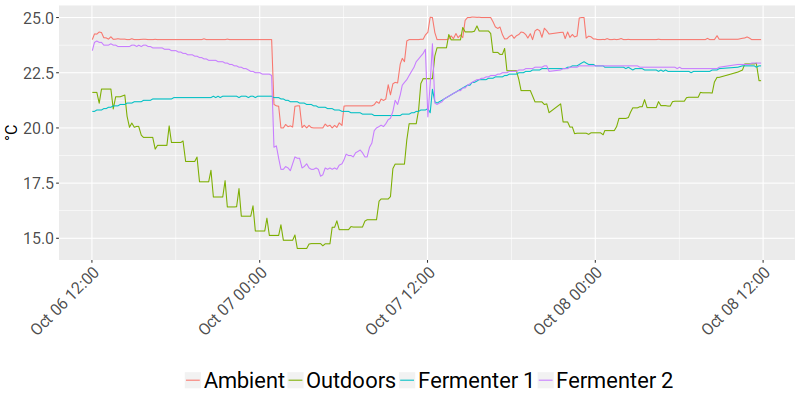 25.0
22.5
20.0
17.5
15.0
°C
Oct 06 12:00
Oct 07 00:00
Oct 07 12:00
Oct 08 00:00
Oct 08 12:00
Ambient Outdoors Fermenter 1 Fermenter 2